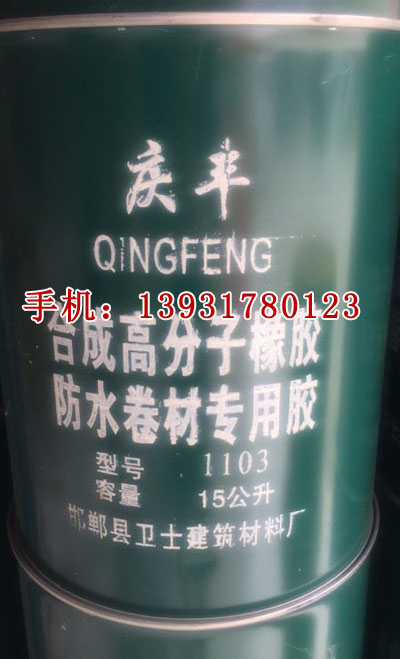 庆丰
QINGFENG
手机：13931780123
合成高分子橡胶
防水卷材专用胶
型号 1103
容量 15公升
邯郸县卫士建筑材料厂